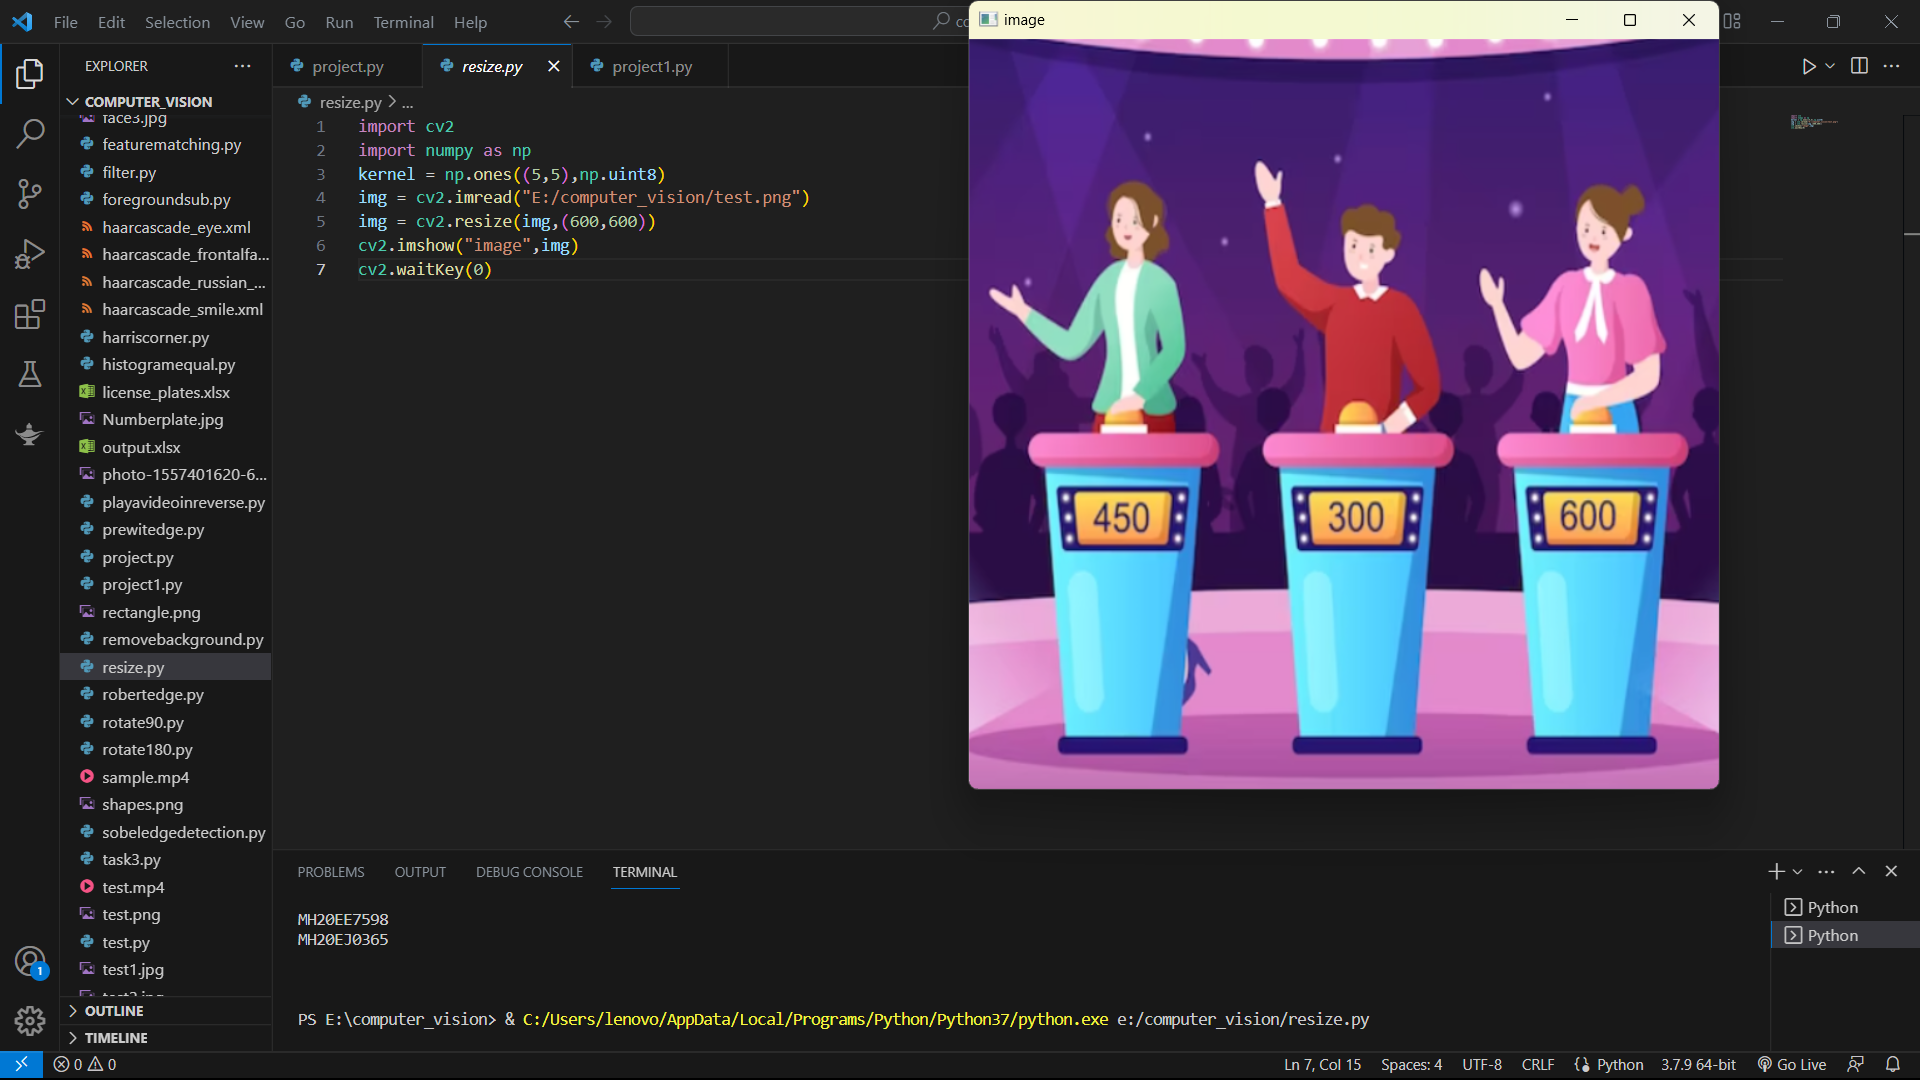 File Edit Selection View Go Run Terminal Help
image
EXPLORER
project.py
resize.py
project1.py
COMPUTER_VISION
face3.jpg
featurematching.py
filter.py
foregroundsub.py
haarcascade_eye.xml
haarcascade_frontalfa...
haarcascade_russian_...
haarcascade_smile.xml
harriscorner.py
histogramequal.py
license_plates.xlsx
Numberplate.jpg
output.xlsx
photo-1557401620-6...
playavideoinreverse.py
prewitedge.py
project.py
project1.py
rectangle.png
removebackground.py
resize.py
robertedge.py
rotate90.py
rotate180.py
sample.mp4
shapes.png
sobeledgedetection.py
task3.py
test.mp4
test.png
test.py
test1.jpg
OUTLINE
TIMELINE
resize.py > ...
1 import cv2
2 import numpy as np
3 kernel = np.ones((5,5),np.uint8)
4 img = cv2.imread("E:/computer_vision/test.png")
5 img = cv2.resize(img,(600,600))
6 cv2.imshow("image",img)
7 cv2.waitKey(0)
450 300 600
PROBLEMS OUTPUT DEBUG CONSOLE TERMINAL
MH20EE7598
MH20EJ0365
PS E:\computer_vision> & C:/Users/lenovo/AppData/Local/Programs/Python/Python37/python.exe e:/computer_vision/resize.py
Python
Python
1
0 0
Ln 7, Col 15 Spaces: 4 UTF-8 CRLF Python 3.7.9 64-bit Go Live